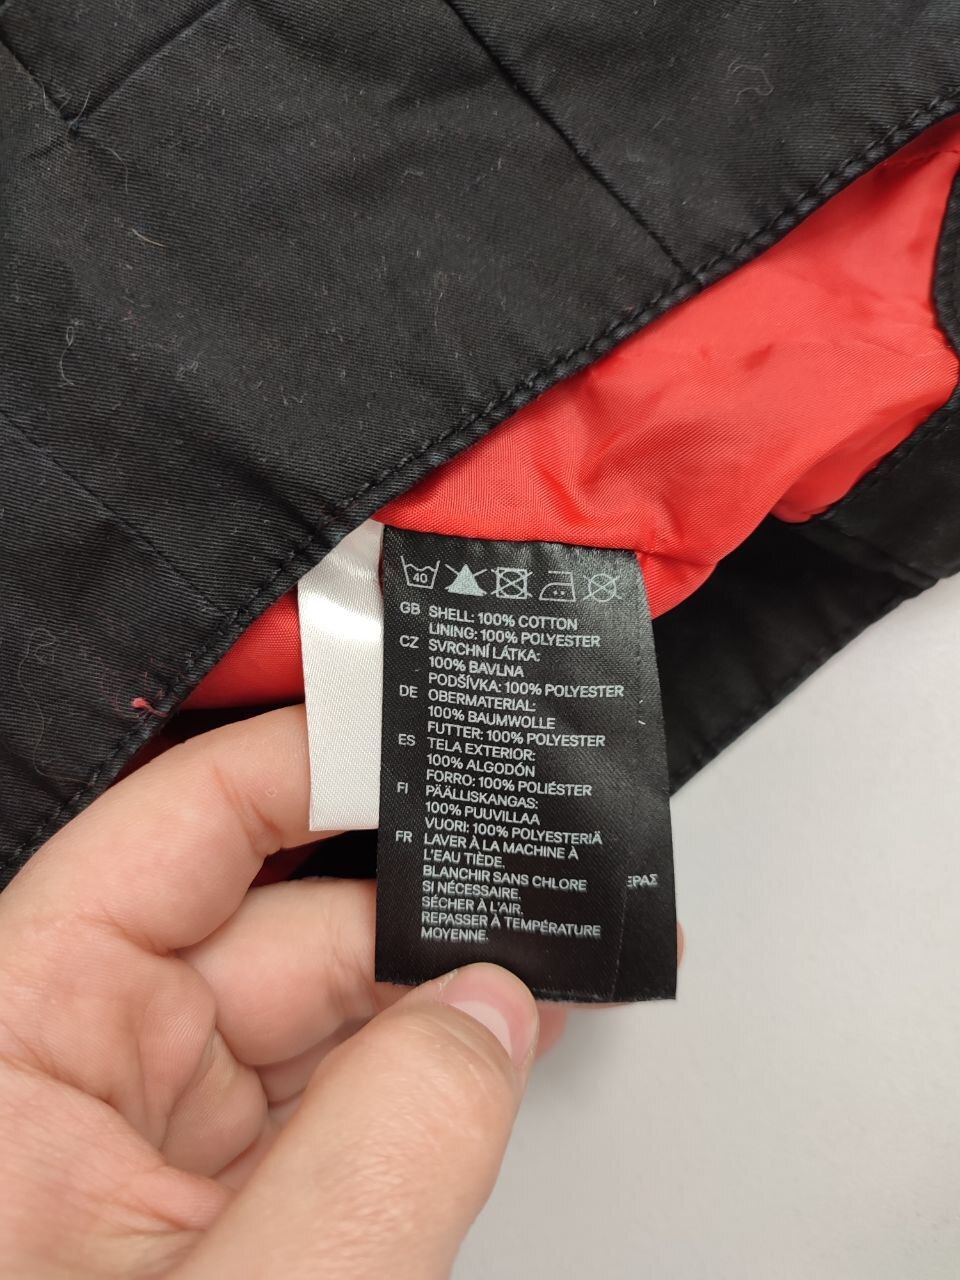 40
GB SHELL: 100% COTTON
LINING: 100% POLYESTER
CZ SVRCHNÍ LÁTKA:
100% BAVLNA
PODŠÍVKA: 100% POLYESTER
DE OBERMATERIAL:
100% BAUMWOLLE
FUTTER: 100% POLYESTER
ES TELA EXTERIOR:
100% ALGODÓN
FORRO: 100% POLIÉSTER
FI PÄÄLLISKANGAS:
100% PUUVILLAA
VUORI: 100% POLYESTERIÄ
FR LAVER À LA MACHINE À
L'EAU TIÈDE.
BLANCHIR SANS CHLORE
SI NÉCESSAIRE.
SÉCHER À L'AIR.
REPASSER À TEMPÉRATURE
MOYENNE.